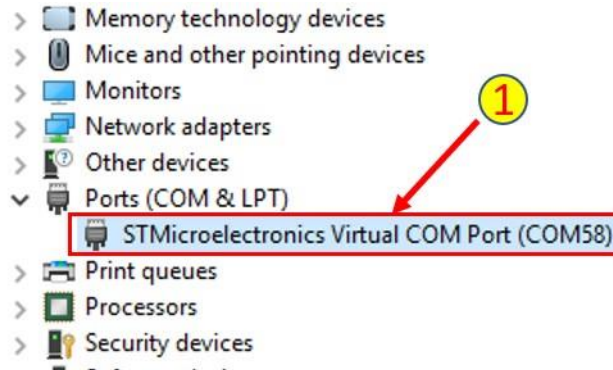 Memory technology devices
Mice and other pointing devices
Monitors
1
Network adapters
Other devices
Ports (COM & LPT)
STMicroelectronics Virtual COM Port (COM58)
Print queues
Processors
Security devices